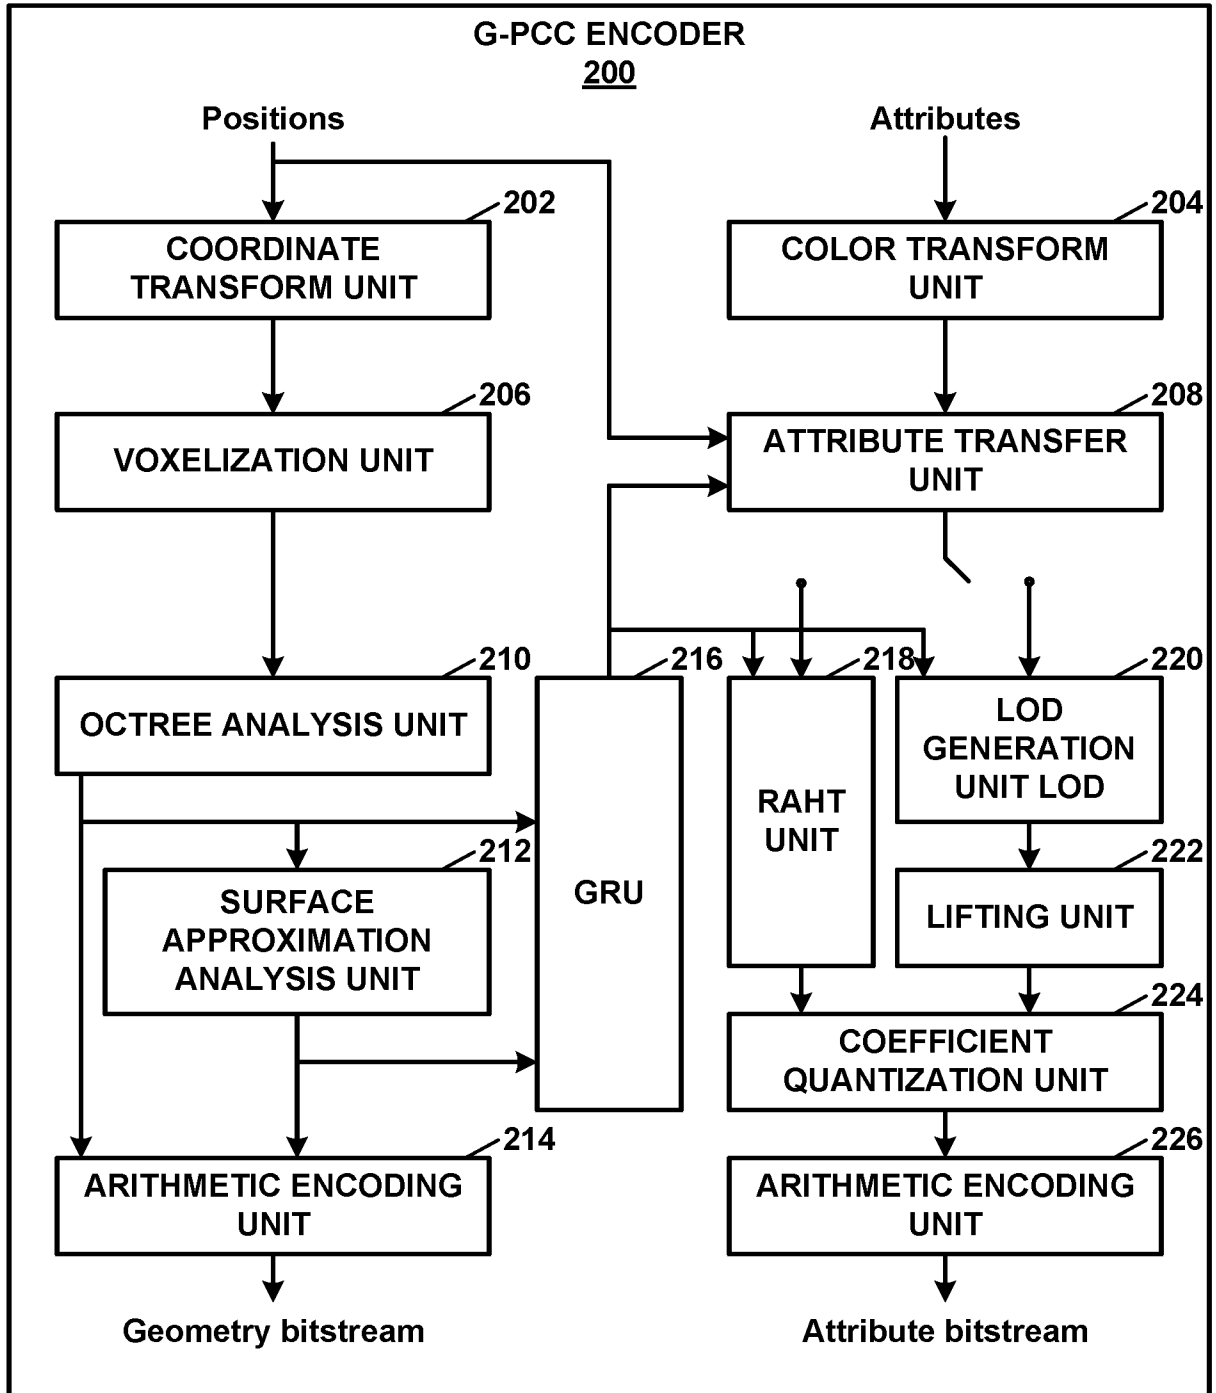 G-PCC ENCODER
200
Positions
Attributes
202
204
COORDINATE
TRANSFORM UNIT
COLOR TRANSFORM
UNIT
206
208
VOXELIZATION UNIT
ATTRIBUTE TRANSFER
UNIT
210
216
218
220
OCTREE ANALYSIS UNIT
LOD
GENERATION
UNIT LOD
RAHT
UNIT
212
222
GRU
SURFACE
APPROXIMATION
ANALYSIS UNIT
LIFTING UNIT
224
COEFFICIENT
QUANTIZATION UNIT
214
226
ARITHMETIC ENCODING
UNIT
ARITHMETIC ENCODING
UNIT
Geometry bitstream
Attribute bitstream